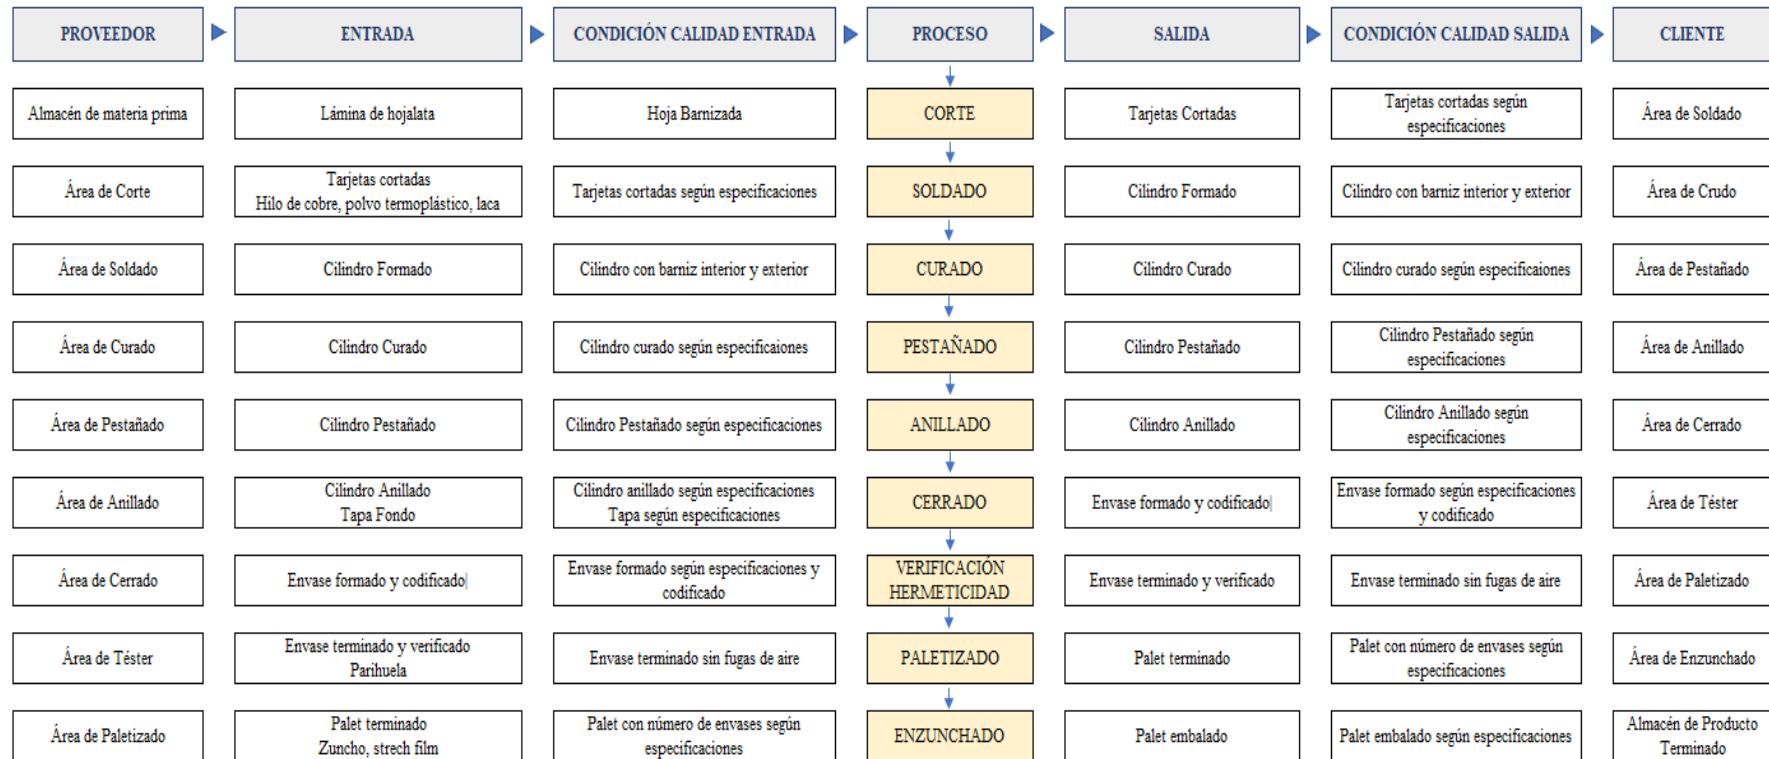 PROVEEDOR
ENTRADA
CONDICIÓN CALIDAD ENTRADA
PROCESO
SALIDA
CONDICIÓN CALIDAD SALIDA
CLIENTE
Almacén de materia prima
Lámina de hojalata
Hoja Barnizada
CORTE
Tarjetas Cortadas
Tarjetas cortadas según
especificaciones
Área de Soldado
Área de Corte
Tarjetas cortadas
Hilo de cobre, polvo termoplástico, laca
Tarjetas cortadas según especificaciones
SOLDADO
Cilindro Formado
Cilindro con barniz interior y exterior
Área de Crudo
Área de Soldado
Cilindro Formado
Cilindro con barniz interior y exterior
CURADO
Cilindro Curado
Cilindro curado según especificaiones
Área de Pestañado
Área de Curado
Cilindro Curado
Cilindro curado según especificaiones
PESTAÑADO
Cilindro Pestañado
Cilindro Pestañado según
especificaciones
Área de Anillado
Área de Pestañado
Cilindro Pestañado
Cilindro Pestañado según especificaciones
ANILLADO
Cilindro Anillado
Cilindro Anillado según
especificaciones
Área de Cerrado
Área de Anillado
Cilindro Anillado
Tapa Fondo
Cilindro anillado según especificaciones
Tapa según especificaciones
CERRADO
Envase formado y codificado
Envase formado según especificaciones
y codificado
Área de Téster
Área de Cerrado
Envase formado y codificado
Envase formado según especificaciones y
codificado
VERIFICACIÓN
HERMETICIDAD
Envase terminado y verificado
Envase terminado sin fugas de aire
Área de Paletizado
Área de Téster
Envase terminado y verificado
Parihuela
Envase terminado sin fugas de aire
PALETIZADO
Palet terminado
Palet con número de envases según
especificaciones
Área de Enzunchado
Área de Paletizado
Palet terminado
Zuncho, strech film
Palet con número de envases según
especificaciones
ENZUNCHADO
Palet embalado
Palet embalado según especificaciones
Almacén de Producto
Terminado